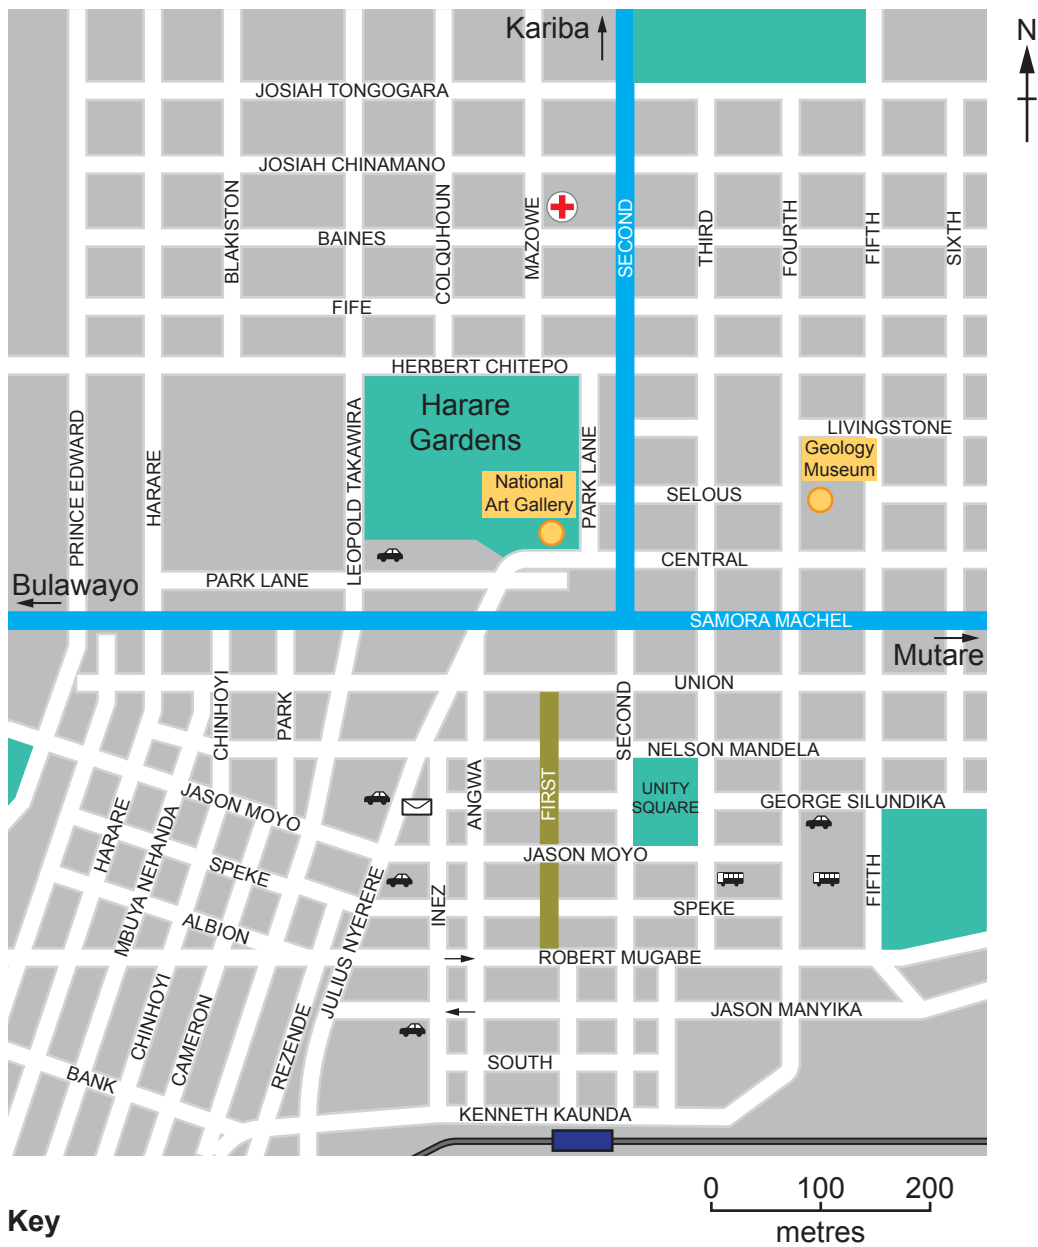 Kariba
N
JOSIAH TONGOGARA
JOSIAH CHINAMANO
BLAKISTON
COLQUHOUN
MAZOWE
SECOND
THIRD
FOURTH
FIFTH
SIXTH
BAINES
FIFE
HERBERT CHITEPO
Harare
Gardens
PRINCE EDWARD
HARARE
LEOPOLD TAKAWIRA
PARK LANE
LIVINGSTONE
Geology
Museum
National
Art Gallery
SELOUS
CENTRAL
PARK LANE
Bulawayo
SAMORA MACHEL
Mutare
CHINHOYI
PARK
UNION
SECOND
NELSON MANDELA
UNITY
SQUARE
GEORGE SILUNDIKA
ANGWA
FIRST
JASON MOYO
HARARE
MBUYA NEHANDA
JASON MOYO
SPEKE
ALBION
JULIUS NYERERE
INEZ
SPEKE
FIFTH
ROBERT MUGABE
JASON MANYIKA
CHINHOYI
CAMERON
REZENDE
SOUTH
BANK
KENNETH KAUNDA
0 100 200
metres
Key